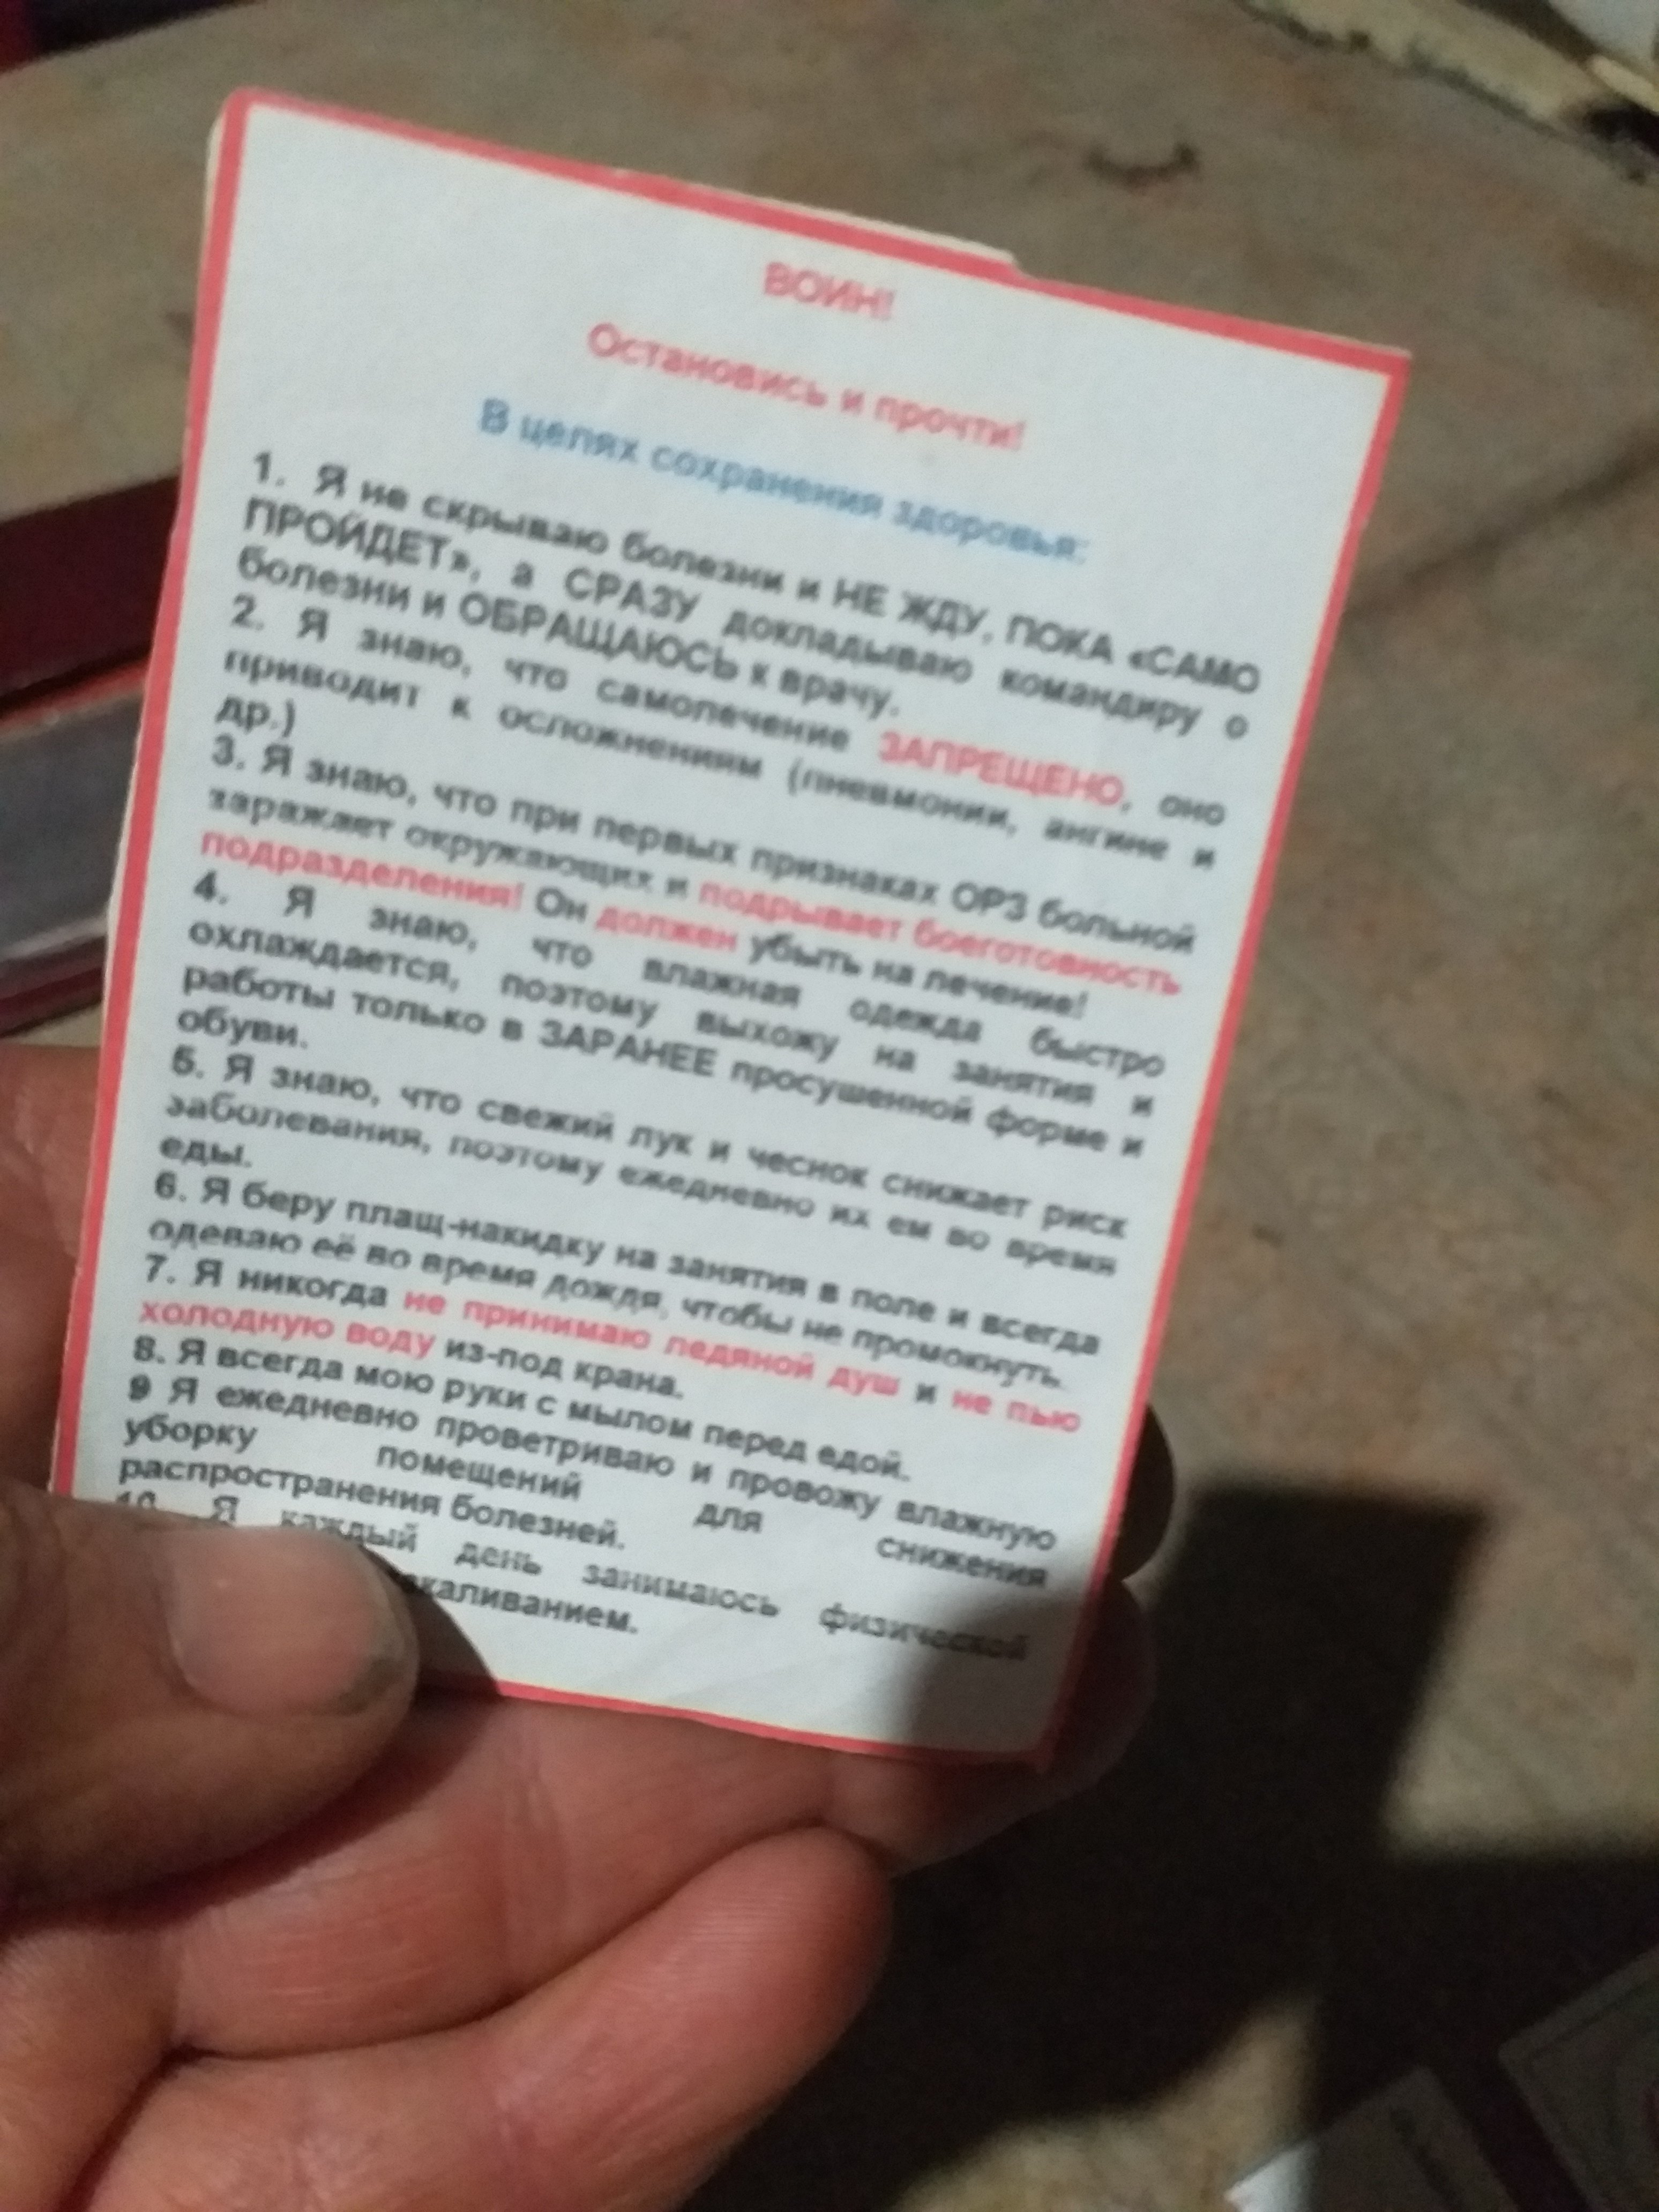 ВОИН!
Остановись и прочти!
В целях сохранения здоровья:
1. Я не скрываю болезни и НЕ ЖДУ, ПОКА «САМО
ПРОЙДЕТ», а СРАЗУ докладываю командиру о
болезни и ОБРАЩАЮСЬ к врачу.
2. Я знаю, что самолечение ЗАПРЕЩЕНО, оно
приводит к осложнениям (пневмонии, ангине и
др.)
3. Я знаю, что при первых признаках ОРЗ больной
заражает окружающих и подрывает боеготовность
подразделения! Он должен убыть на лечение!
4. Я знаю, что влажная одежда быстро
охлаждается, поэтому выхожу на занятия и
работы только в ЗАРАНЕЕ просушенной форме и
обуви.
5. Я знаю, что свежий лук и чеснок снижает риск
заболевания, поэтому ежедневно их ем во время
еды.
6. Я беру плащ-накидку на занятия в поле и всегда
одеваю её во время дождя, чтобы не промокнуть.
7. Я никогда не принимаю ледяной душ и не пью
холодную воду из-под крана.
8. Я всегда мою руки с мылом перед едой.
9 Я ежедневно проветриваю и провожу влажную
уборку помещений для снижения
распространения болезней.
10. Я каждый день занимаюсь физической